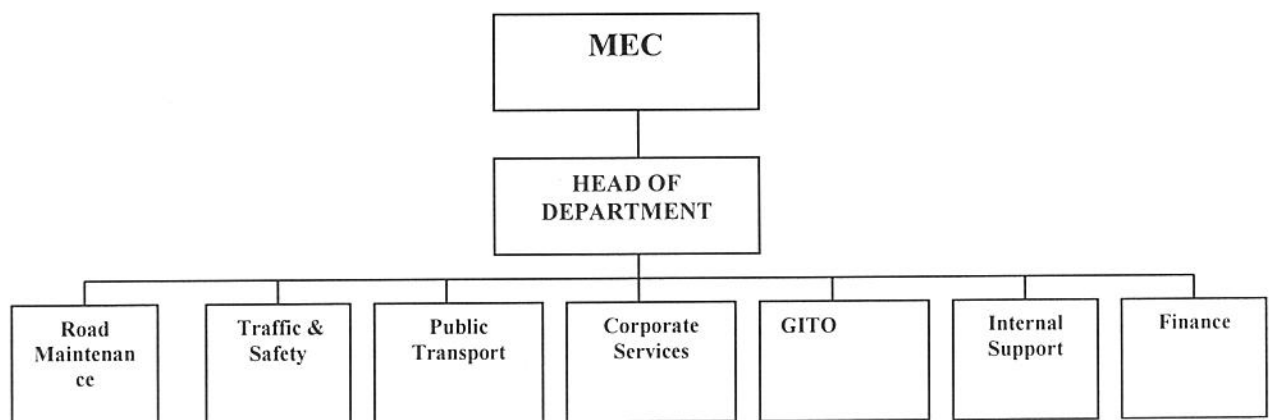 MEC
HEAD OF
DEPARTMENT
Road
Maintenan
ce
Traffic &
Safety
Public
Transport
Corporate
Services
GITO
Internal
Support
Finance